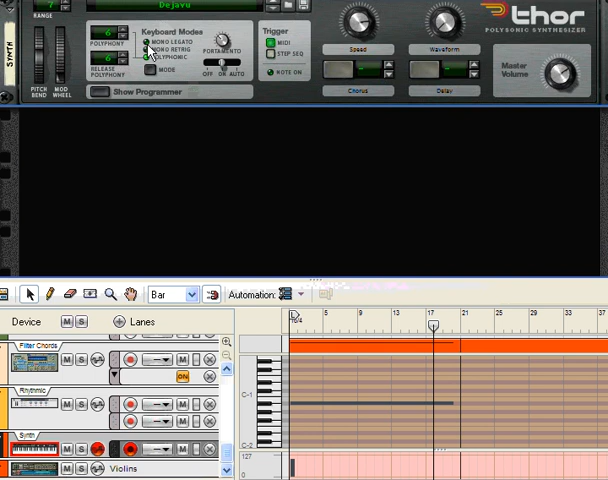 7
RANGE
Dejavu
6
POLYPHONY
6
RELEASE
POLYPHONY
Keyboard Modes
MONO LEGATO
MONO RETRIG
POLYPHONIC
MODE
PORTAMENTO
OFF ON AUTO
Trigger
MIDI
STEP SEQ
NOTE ON
Speed
Waveform
Chorus
Delay
thor
POLYSONIC SYNTHESIZER
Master
Volume
SYNTH
PITCH
BEND
MOD
WHEEL
Show Programmer
Bar
Automation:
Device
M S
Lanes
L
5 9 13 17 21 25 29 33 37
Filter Chords
M S
M
ON
Rhythmic
M S
M
M
Synth
M S
M
Violins
M S
C-1
C-2
127
0